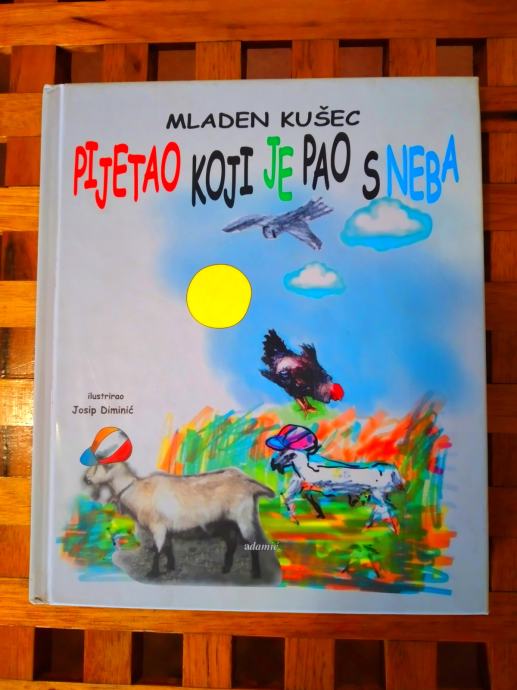 MLADEN KUŠEC
PIJETAO KOJI JE PAO S NEBA
ilustrirao
Josip Diminić
adamić